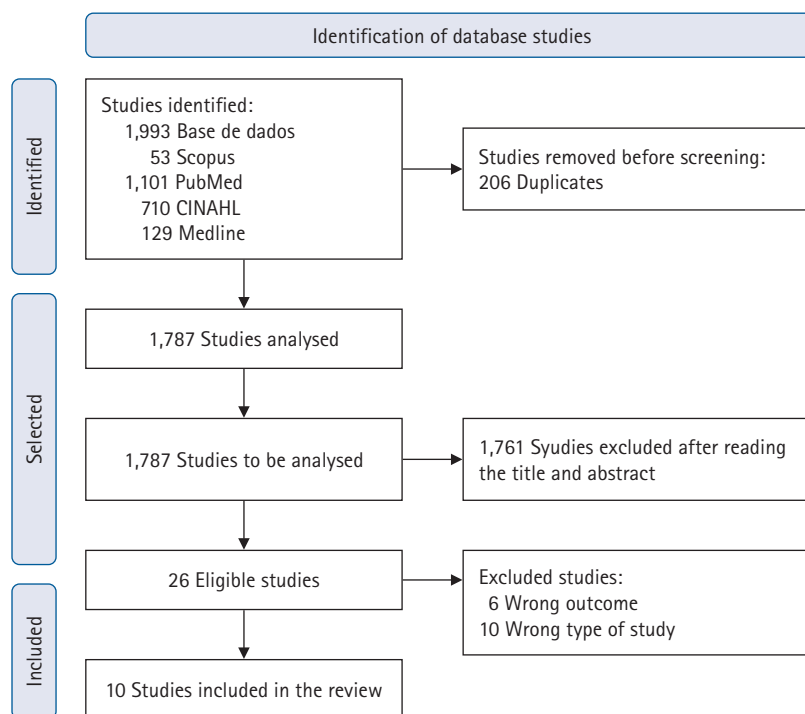 Identification of database studies
Identified
Studies identified:
1,993 Base de dados
53 Scopus
1,101 PubMed
710 CINAHL
129 Medline
Studies removed before screening:
206 Duplicates
Selected
1,787 Studies analysed
1,787 Studies to be analysed
1,761 Syudies excluded after reading
the title and abstract
26 Eligible studies
Excluded studies:
6 Wrong outcome
10 Wrong type of study
Included
10 Studies included in the review